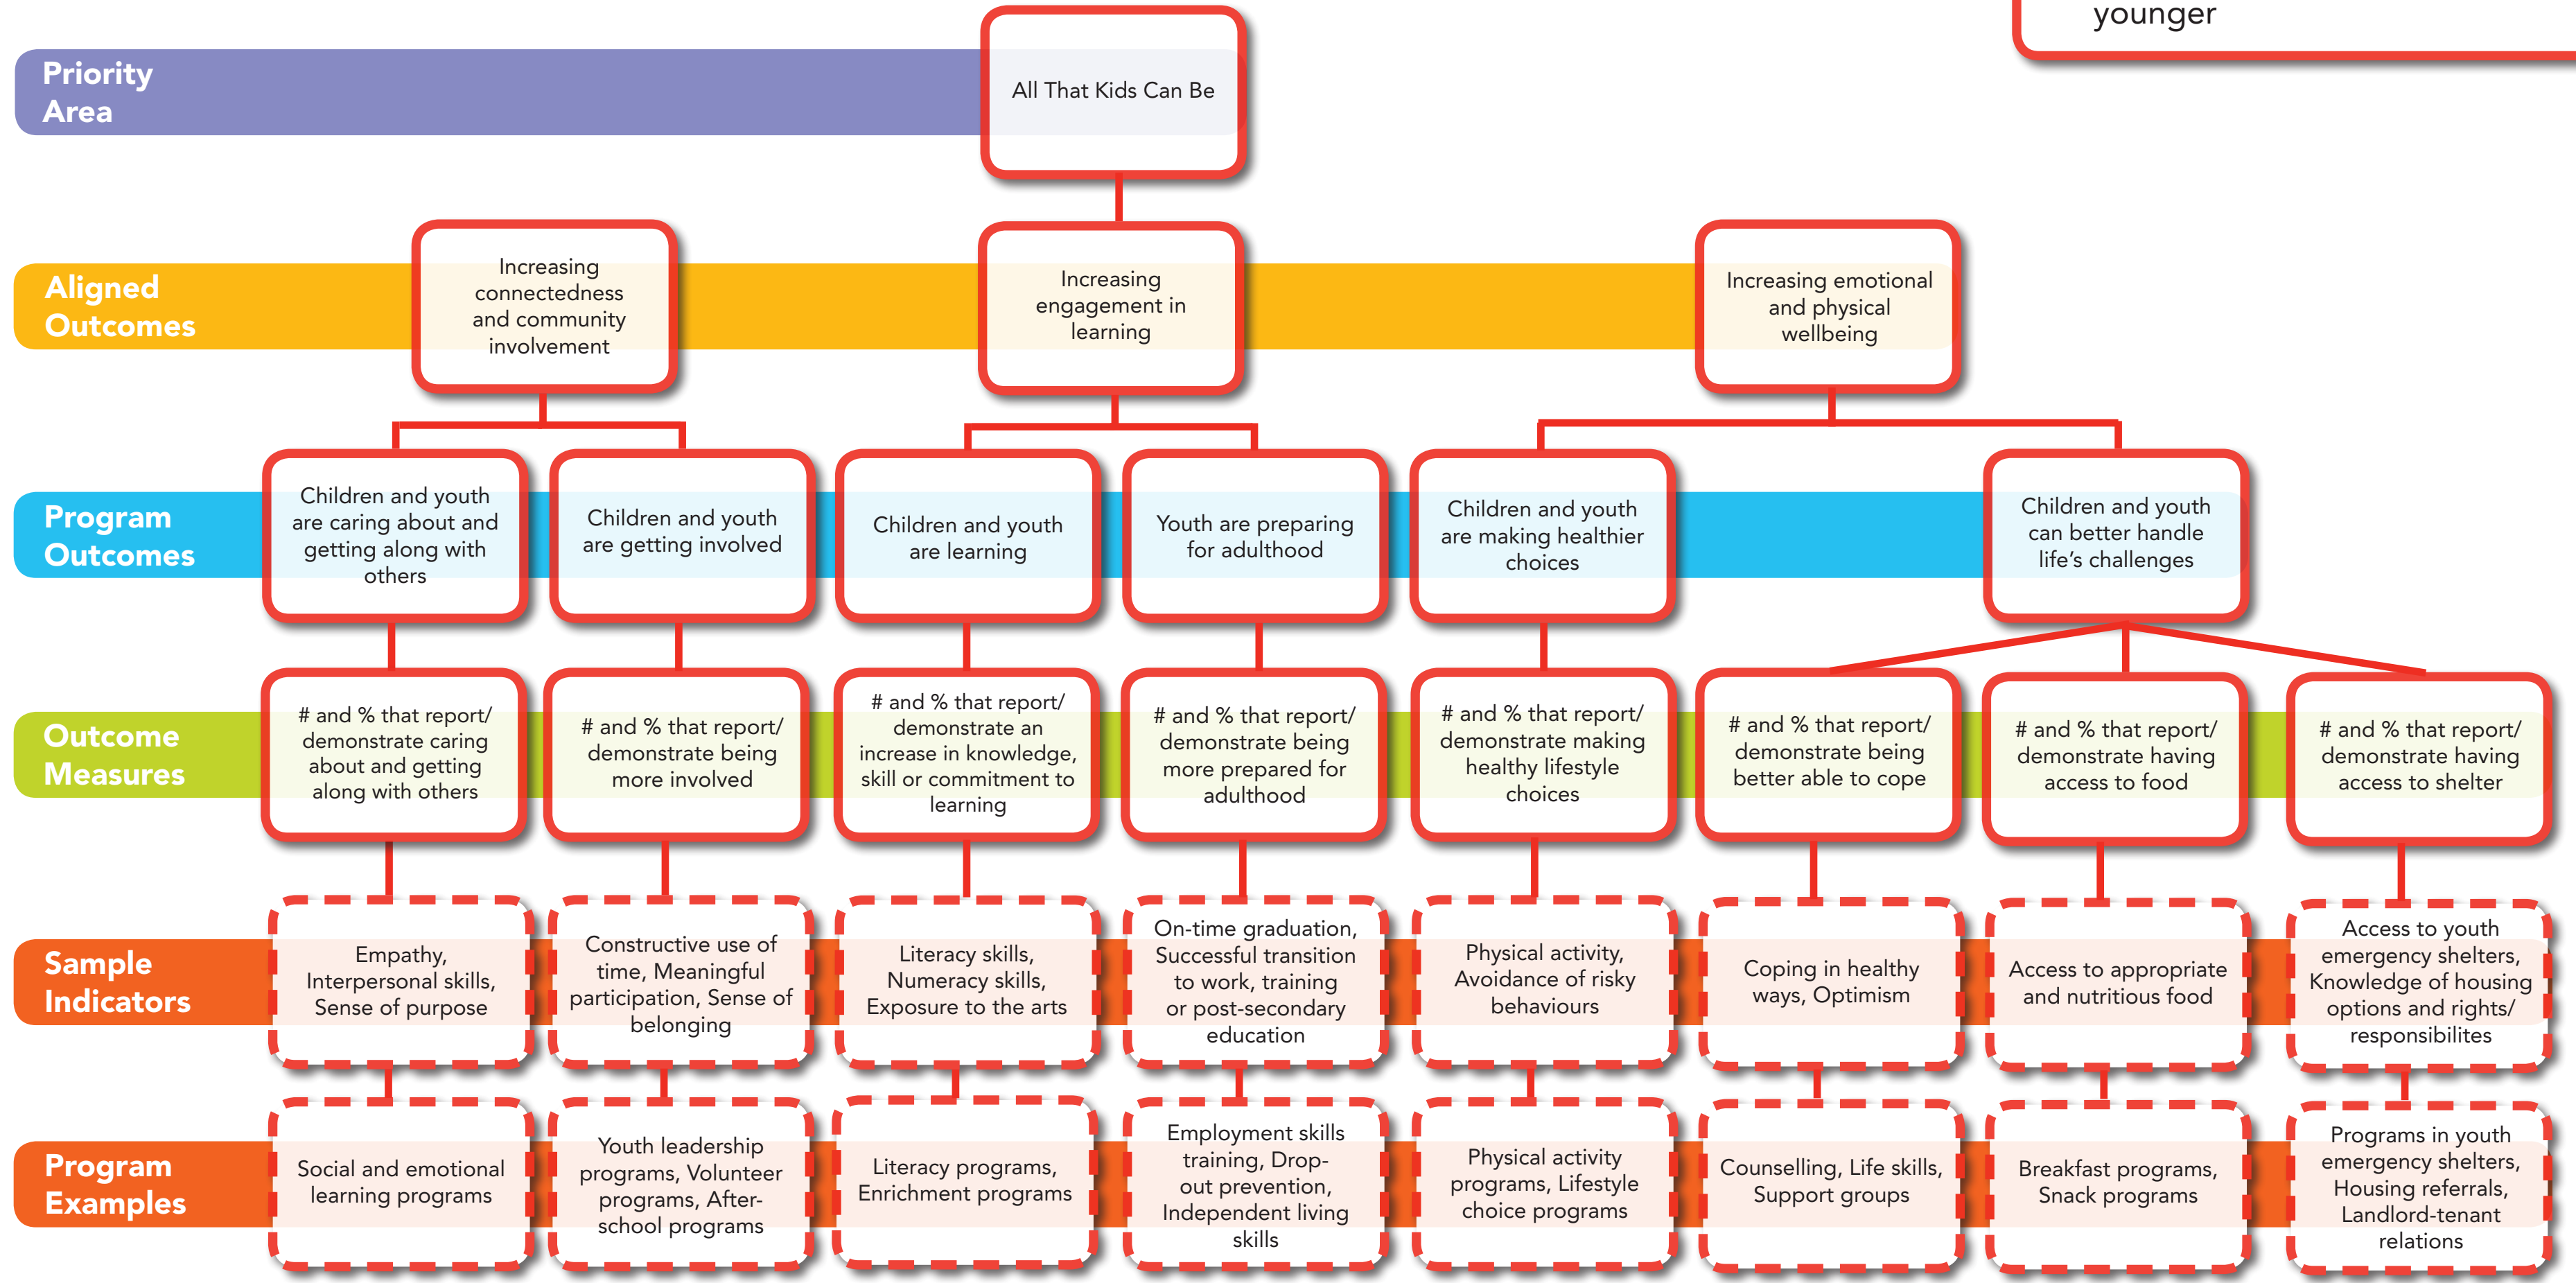 younger
Priority
Area
All That Kids Can Be
Aligned
Outcomes
Increasing
connectedness
and community
involvement
Increasing
engagement in
learning
Increasing emotional
and physical
wellbeing
Program
Outcomes
Children and youth
are caring about and
getting along with
others
Children and youth
are getting involved
Children and youth
are learning
Youth are preparing
for adulthood
Children and youth
are making healthier
choices
Children and youth
can better handle
life's challenges
Outcome
Measures
# and % that report/
demonstrate caring
about and getting
along with others
# and % that report/
demonstrate being
more involved
# and % that report/
demonstrate an
increase in knowledge,
skill or commitment to
learning
# and % that report/
demonstrate being
more prepared for
adulthood
# and % that report/
demonstrate making
healthy lifestyle
choices
# and % that report/
demonstrate being
better able to cope
# and % that report/
demonstrate having
access to food
# and % that report/
demonstrate having
access to shelter
Sample
Indicators
Empathy,
Interpersonal skills,
Sense of purpose
Constructive use of
time, Meaningful
participation, Sense of
belonging
Literacy skills,
Numeracy skills,
Exposure to the arts
On-time graduation,
Successful transition
to work, training
or post-secondary
education
Physical activity,
Avoidance of risky
behaviours
Coping in healthy
ways, Optimism
Access to appropriate
and nutritious food
Access to youth
emergency shelters,
Knowledge of housing
options and rights/
responsibilites
Program
Examples
Social and emotional
learning programs
Youth leadership
programs, Volunteer
programs, After-
school programs
Literacy programs,
Enrichment programs
Employment skills
training, Drop-
out prevention,
Independent living
skills
Physical activity
programs, Lifestyle
choice programs
Counselling, Life skills,
Support groups
Breakfast programs,
Snack programs
Programs in youth
emergency shelters,
Housing referrals,
Landlord-tenant
relations